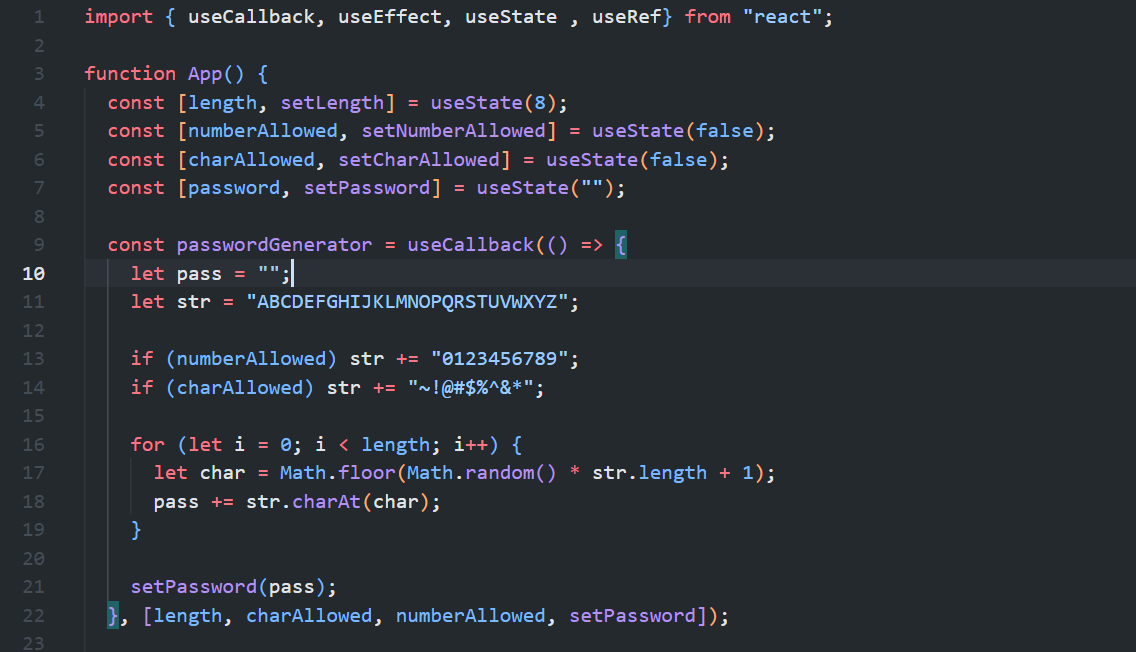 1 import { useCallback, useEffect, useState , useRef} from "react";
2
3 function App() {
4 const [length, setLength] = useState(8);
5 const [numberAllowed, setNumberAllowed] = useState(false);
6 const [charAllowed, setCharAllowed] = useState(false);
7 const [password, setPassword] = useState("");
8
9 const passwordGenerator = useCallback(() => {
10 let pass = "";
11 let str = "ABCDEFGHIJKLMNOPQRSTUVWXYZ";
12
13 if (numberAllowed) str += "0123456789";
14 if (charAllowed) str += "~!@#$%^&*";
15
16 for (let i = 0; i < length; i++) {
17 let char = Math.floor(Math.random() * str.length + 1);
18 pass += str.charAt(char);
19 }
20
21 setPassword(pass);
22 }, [length, charAllowed, numberAllowed, setPassword]);
23